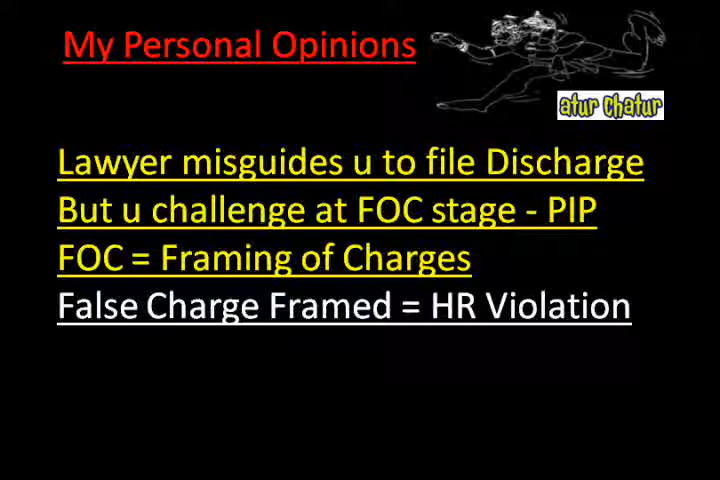 My Personal Opinions
atur chatur
Lawyer misguides u to file Discharge
But u challenge at FOC stage - PIP
FOC = Framing of Charges
False Charge Framed = HR Violation